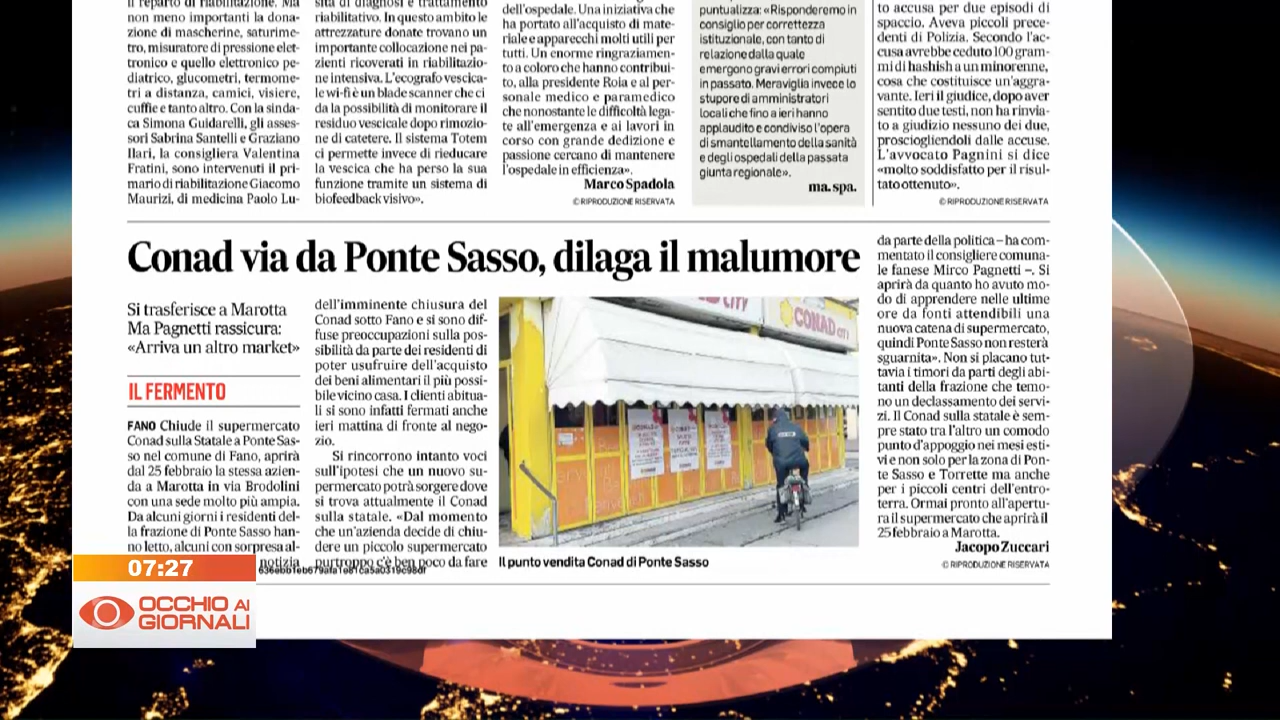 il reparto di riabilitazione. Ma
non meno importanti la dona-
zione di mascherine, saturime-
tro, misuratore di pressione elet-
tronico e quello elettronico pe-
diatrico, glucometri, termome-
tri a distanza, camici, visiere,
cuffie e tanto altro. Con la sinda-
ca Simona Guidarelli, gli asses-
sori Sabrina Santelli e Graziano
Ilari, la consigliera Valentina
Fratini, sono intervenuti il pri-
mario di riabilitazione Giacomo
Maurizi, di medicina Paolo Lu-
sità di diagnosi e trattamento
riabilitativo. In questo ambito le
attrezzature donate trovano un
importante collocazione nei pa-
zienti ricoverati in riabilitazio-
ne intensiva. L'ecografo vescica-
le wi-fi è un blade scanner che ci
da la possibilità di monitorare il
residuo vescicale dopo rimozio-
ne di catetere. Il sistema Totem
ci permette invece di rieducare
la vescica che ha perso la sua
funzione tramite un sistema di
biofeedback visivo».
dell'ospedale. Una iniziativa che
ha portato all'acquisto di mate-
riale e apparecchi molti utili per
tutti. Un enorme ringraziamen-
to a coloro che hanno contribui-
to, alla presidente Roia e al per-
sonale medico e paramedico
che nonostante le difficoltà lega-
te all'emergenza e ai lavori in
corso con grande dedizione e
passione cercano di mantenere
l'ospedale in efficienza».
Marco Spadola
© RIPRODUZIONE RISERVATA
puntualizza: «Risponderemo in
consiglio per correttezza
istituzionale, con tanto di
relazione dalla quale
emergono gravi errori compiuti
in passato. Meraviglia invece lo
stupore di amministratori
locali che fino a ieri hanno
applaudito e condiviso l'opera
di smantellamento della sanità
e degli ospedali della passata
giunta regionale».
ma. spa.
to accusa per due episodi di
spaccio. Aveva piccoli prece-
denti di Polizia. Secondo l'ac-
cusa avrebbe ceduto 100 gram-
mi di hashish a un minorenne,
cosa che costituisce un'aggra-
vante. Ieri il giudice, dopo aver
sentito due testi, non ha rinvia-
to a giudizio nessuno dei due,
prosciogliendoli dalle accuse.
L'avvocato Pagnini si dice
«molto soddisfatto per il risul-
tato ottenuto».
© RIPRODUZIONE RISERVATA
Conad via da Ponte Sasso, dilaga il malumore
Si trasferisce a Marotta
Ma Pagnetti rassicura:
«Arriva un altro market»
IL FERMENTO
FANO Chiude il supermercato
Conad sulla Statale a Ponte Sas-
so nel comune di Fano, aprirà
dal 25 febbraio la stessa azien-
da a Marotta in via Brodolini
con una sede molto più ampia.
Da alcuni giorni i residenti del-
la frazione di Ponte Sasso han-
no letto, alcuni con sorpresa al-
notizia
dell'imminente chiusura del
Conad sotto Fano e si sono dif-
fuse preoccupazioni sulla pos-
sibilità da parte dei residenti di
poter usufruire dell'acquisto
dei beni alimentari il più possi-
bile vicino casa. I clienti abitua-
li si sono infatti fermati anche
ieri mattina di fronte al nego-
zio.
Si rincorrono intanto voci
sull'ipotesi che un nuovo su-
permercato potrà sorgere dove
si trova attualmente il Conad
sulla statale. «Dal momento
che un'azienda decide di chiu-
dere un piccolo supermercato
purtroppo c'è ben poco da fare
CITY
CONAD CITY
Il punto vendita Conad di Ponte Sasso
da parte della politica – ha com-
mentato il consigliere comuna-
le fanese Mirco Pagnetti –. Si
aprirà da quanto ho avuto mo-
do di apprendere nelle ultime
ore da fonti attendibili una
nuova catena di supermercato,
quindi Ponte Sasso non resterà
sguarnita». Non si placano tut-
tavia i timori da parti degli abi-
tanti della frazione che temo-
no un declassamento dei servi-
zi. Il Conad sulla statale è sem-
pre stato tra l'altro un comodo
punto d'appoggio nei mesi esti-
vi e non solo per la zona di Pon-
te Sasso e Torrette ma anche
per i piccoli centri dell'entro-
terra. Ormai pronto all'apertu-
ra il supermercato che aprirà il
25 febbraio a Marotta.
Jacopo Zuccari
© RIPRODUZIONE RISERVATA
07:27
OCCHIO AI
GIORNALI